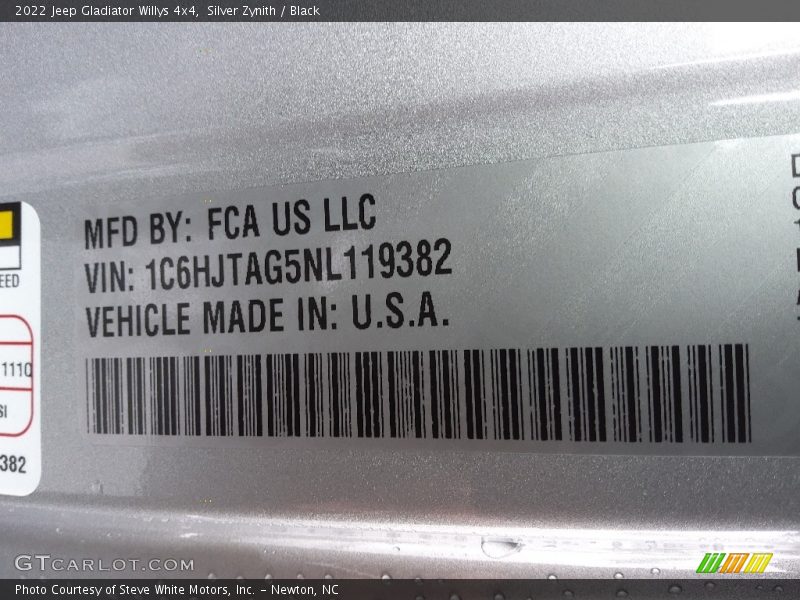 2022 Jeep Gladiator Willys 4x4,  Silver Zynith / Black
MFD BY: FCA US LLC
VIN: 1C6HJTAG5NL119382
VEHICLE MADE IN: U.S.A.
EED
1110
SI
382
GTCARLOT.COM
Photo Courtesy of Steve White Motors, Inc. – Newton, NC